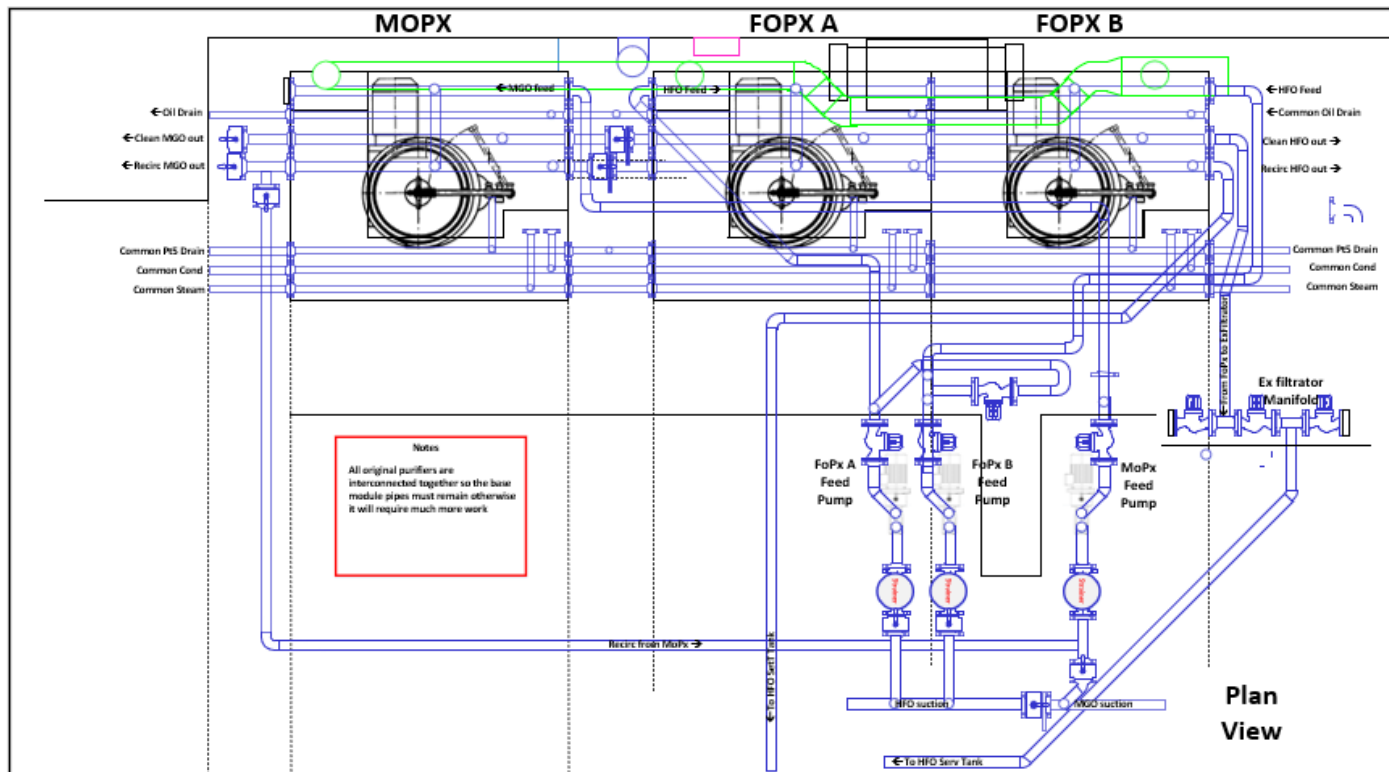 MOPX
FOPX A
FOPX B
←MGO feed
HFO Feed→
←HFO Feed
←Oil Drain
←Common Oil Drain
←Clean MGO out
Clean HFO out→
←Recirc MGO out
Recirc HFO out→
Common Pt5 Drain
Common Pt5 Drain
Common Cond
Common Cond
Common Steam
Common Steam
←From FoPx to Exfiltrator
Ex filtrator
Manifold
Notes
All original purifiers are
interconnected together so the base
module pipes must remain otherwise
it will require much more work
FoPx A
Feed
Pump
FoPx B
Feed
Pump
MoPx
Feed
Pump
Strainer
Strainer
Strainer
Recirc from MoPx→
←To HFO Serv Tank
HFO suction
MGO suction
←To HFO Serv Tank
Plan
View